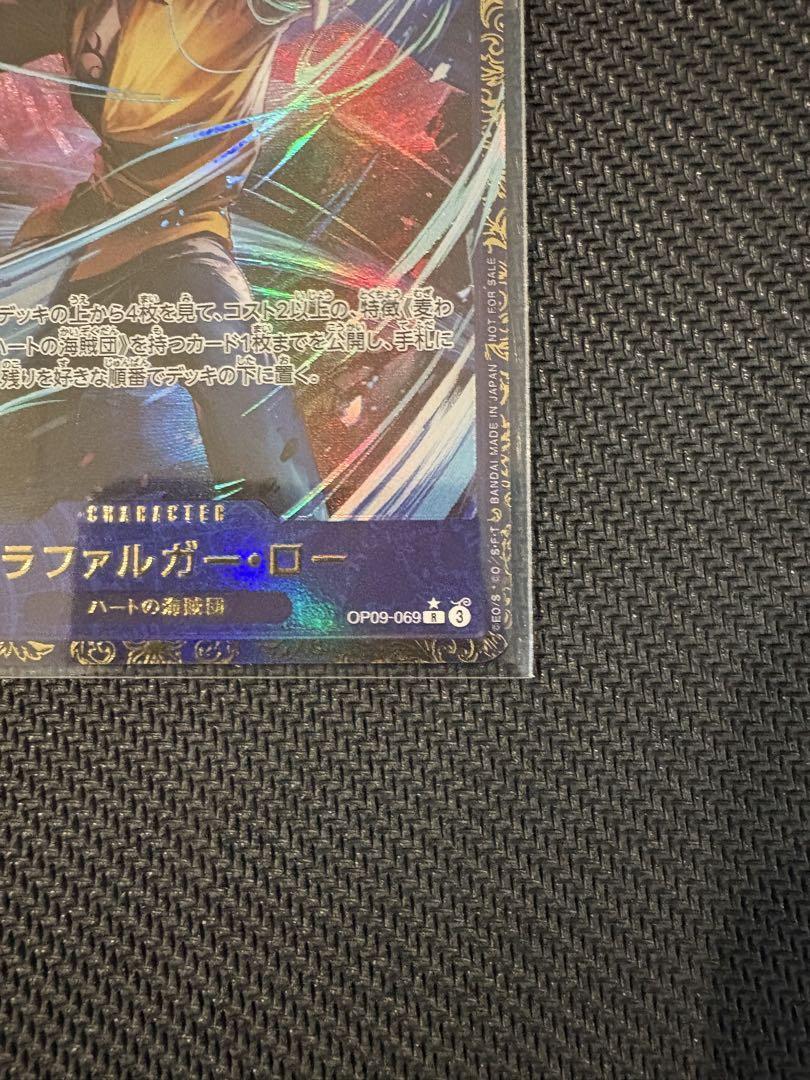 デッキの上から4枚を見て、コスト2以上の、特徴《麦わ
ハートの海賊団》を持つカード1枚までを公開し、手札に
残りを好きな順番でデッキの下に置く。
CHARACTER
トラファルガー・ロー
ハートの海賊団
OP09-069 R 3
©EO/S ©O/S・F・T BANDAI MADE IN JAPAN NOT FOR SALE